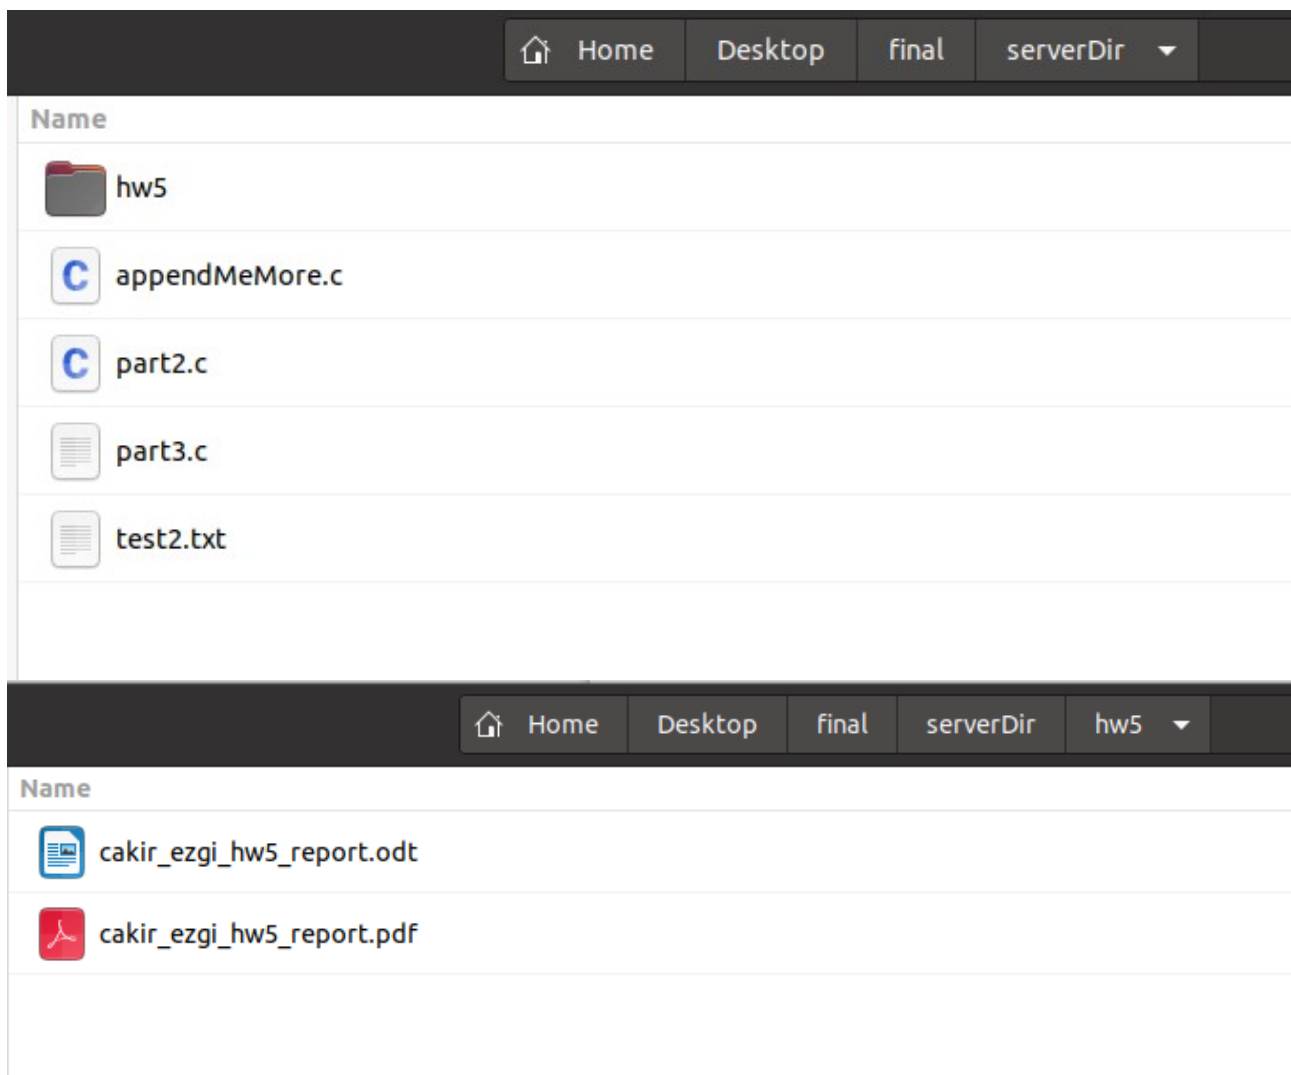 Home Desktop final serverDir
Name
hw5
C appendMeMore.c
C part2.c
part3.c
test2.txt
Home Desktop final serverDir hw5
Name
cakir_ezgi_hw5_report.odt
cakir_ezgi_hw5_report.pdf